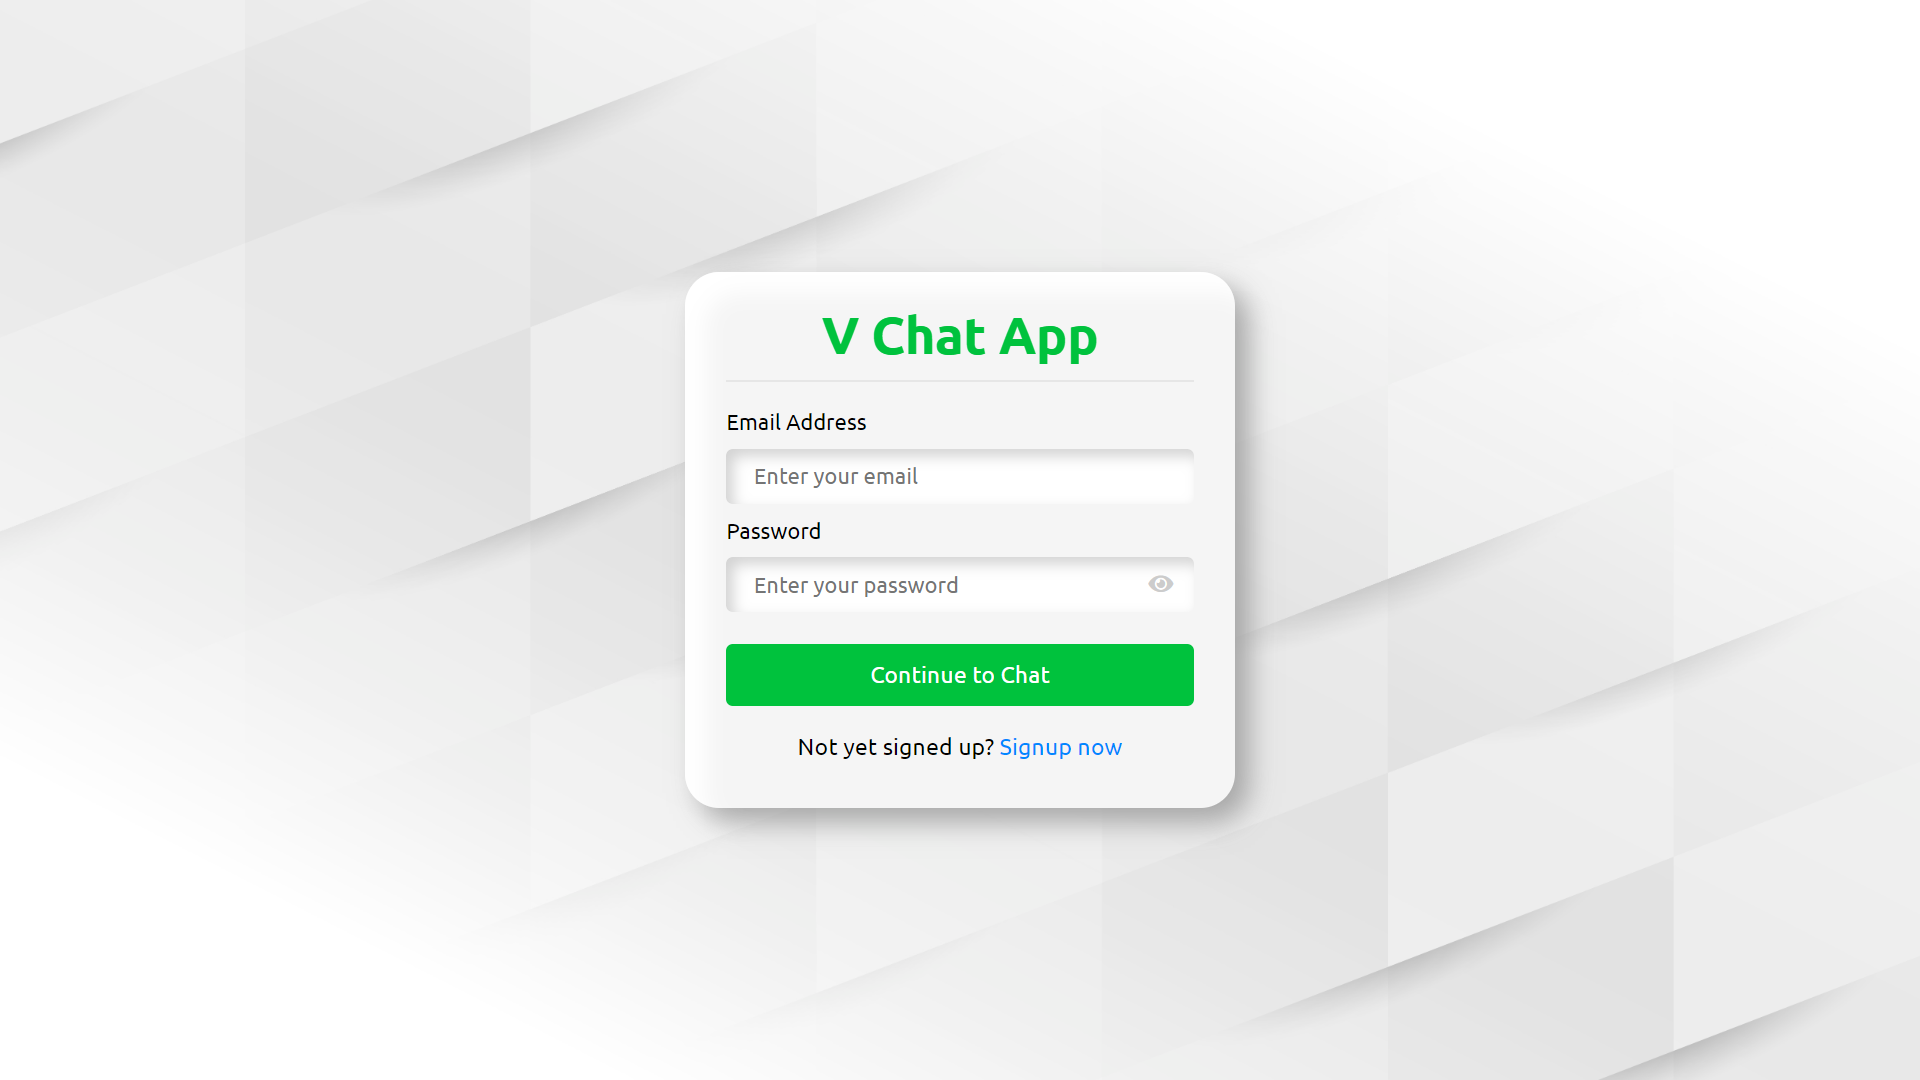 V Chat App
Email Address
Enter your email
Password
Enter your password
Continue to Chat
Not yet signed up? Signup now